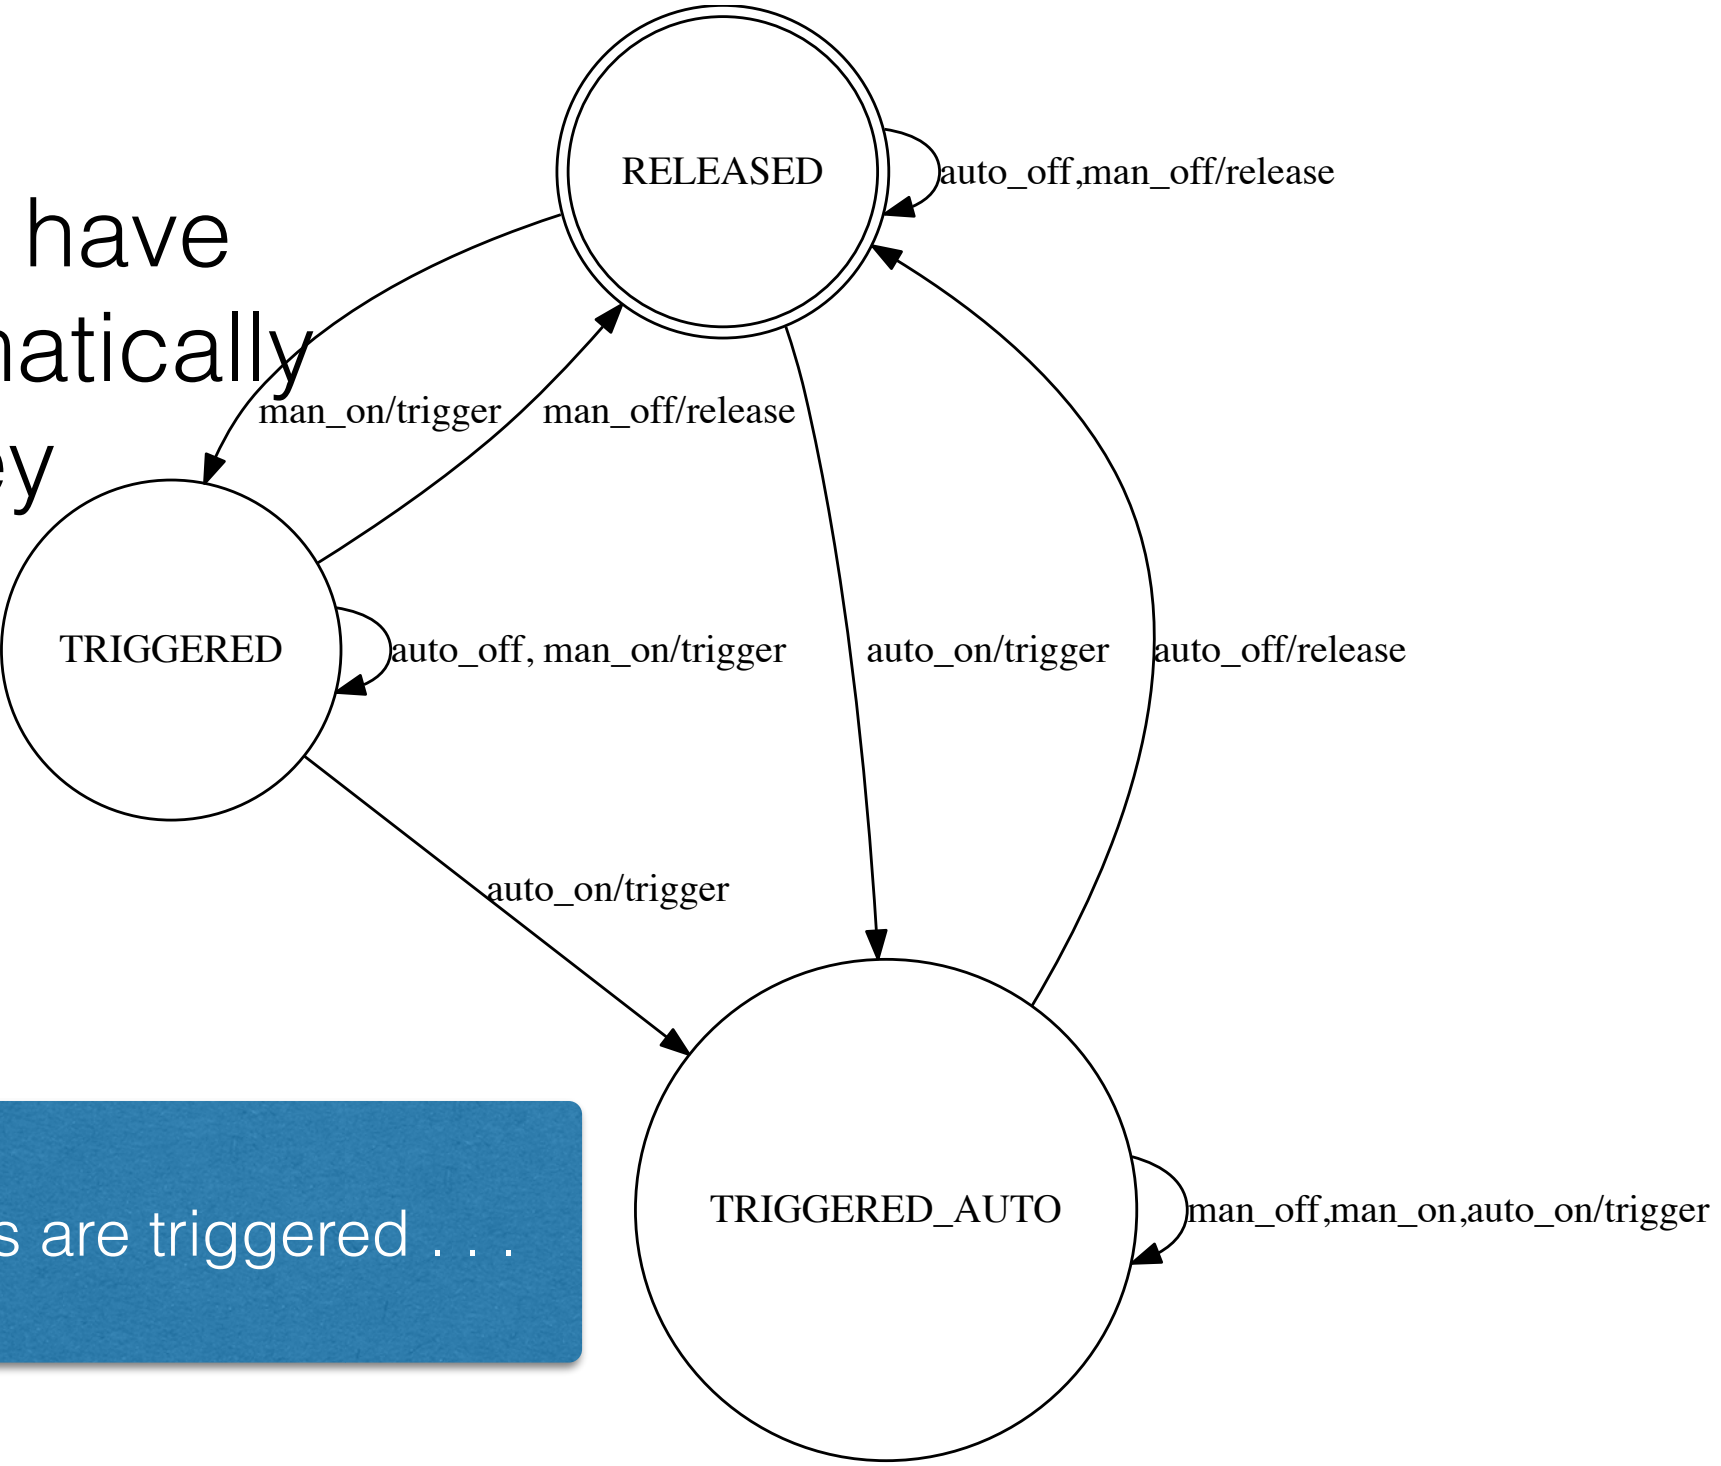 RELEASED
auto_off,man_off/release
have
man_on/trigger
man_off/release
TRIGGERED
auto_off, man_on/trigger
auto_on/trigger
auto_off/release
auto_on/trigger
are triggered . . .
TRIGGERED_AUTO
man_off,man_on,auto_on/trigger